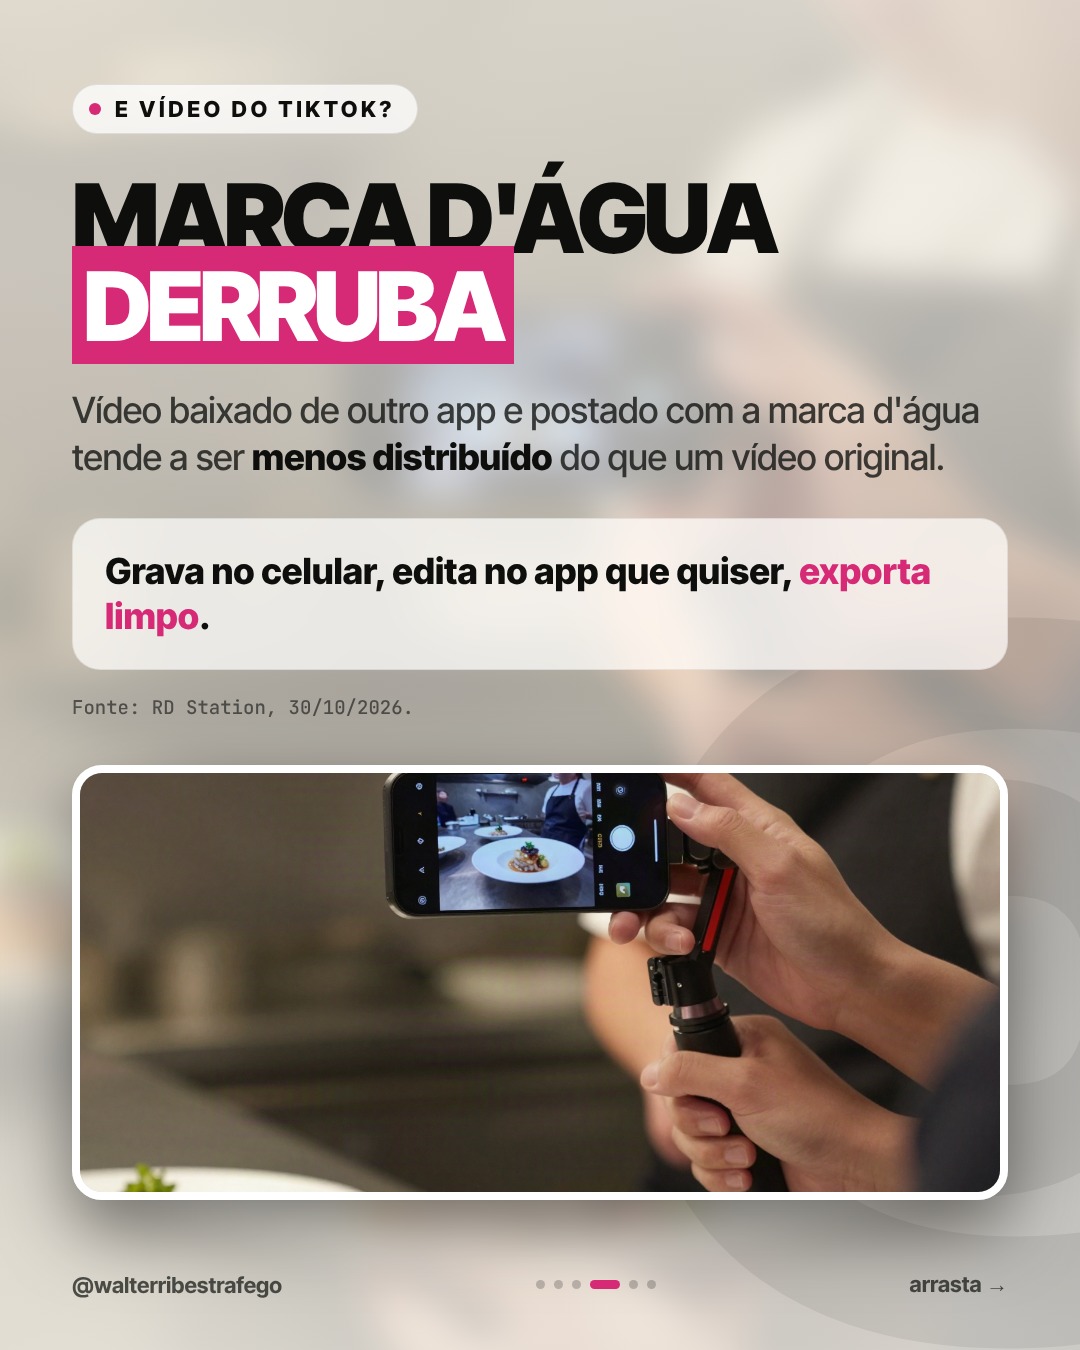 E VÍDEO DO TIKTOK?
MARCA D'ÁGUA
DERRUBA
Vídeo baixado de outro app e postado com a marca d'água
tende a ser menos distribuído do que um vídeo original.
Grava no celular, edita no app que quiser, exporta
limpo.
Fonte: RD Station, 30/10/2026.
@walterribestrafego
arrasta →